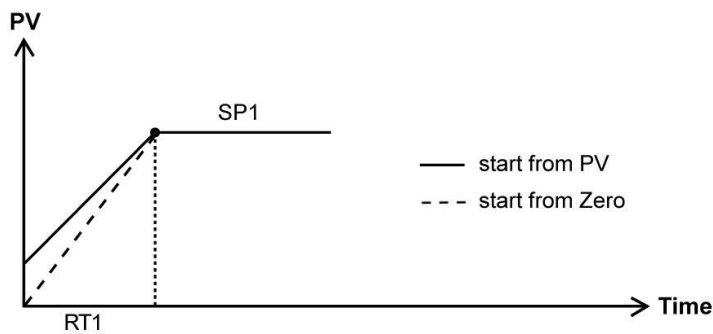 PV
SP1
start from PV
start from Zero
Time
RT1